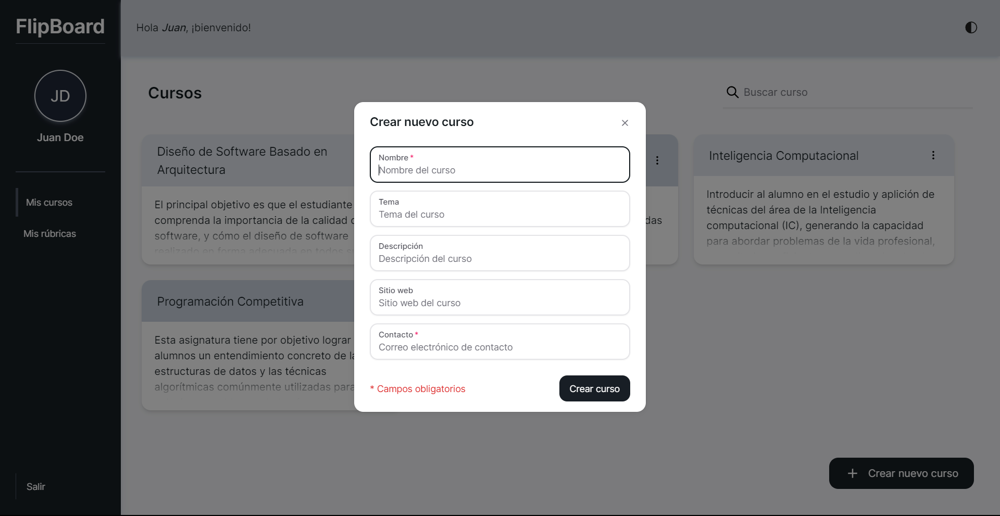 FlipBoard
JD
Juan Doe
Mis cursos
Mis rúbricas
Salir
Hola Juan, ¡bienvenido!
Cursos
Buscar curso
Diseño de Software Basado en
Arquitectura
El principal objetivo es que el estudiante
comprenda la importancia de la calidad
software, y cómo el diseño de software
realizado en forma adecuada en todos
das
Inteligencia Computacional
Introducir al alumno en el estudio y aplición de
técnicas del área de la Inteligencia
computacional (IC), generando la capacidad
para abordar problemas de la vida profesional,
Programación Competitiva
Esta asignatura tiene por objetivo lograr
alumnos un entendimiento concreto de
estructuras de datos y las técnicas
algorítmicas comúnmente utilizadas para
Crear nuevo curso
Nombre *
Nombre del curso
Tema
Tema del curso
Descripción
Descripción del curso
Sitio web
Sitio web del curso
Contacto *
Correo electrónico de contacto
* Campos obligatorios
Crear curso
Crear nuevo curso